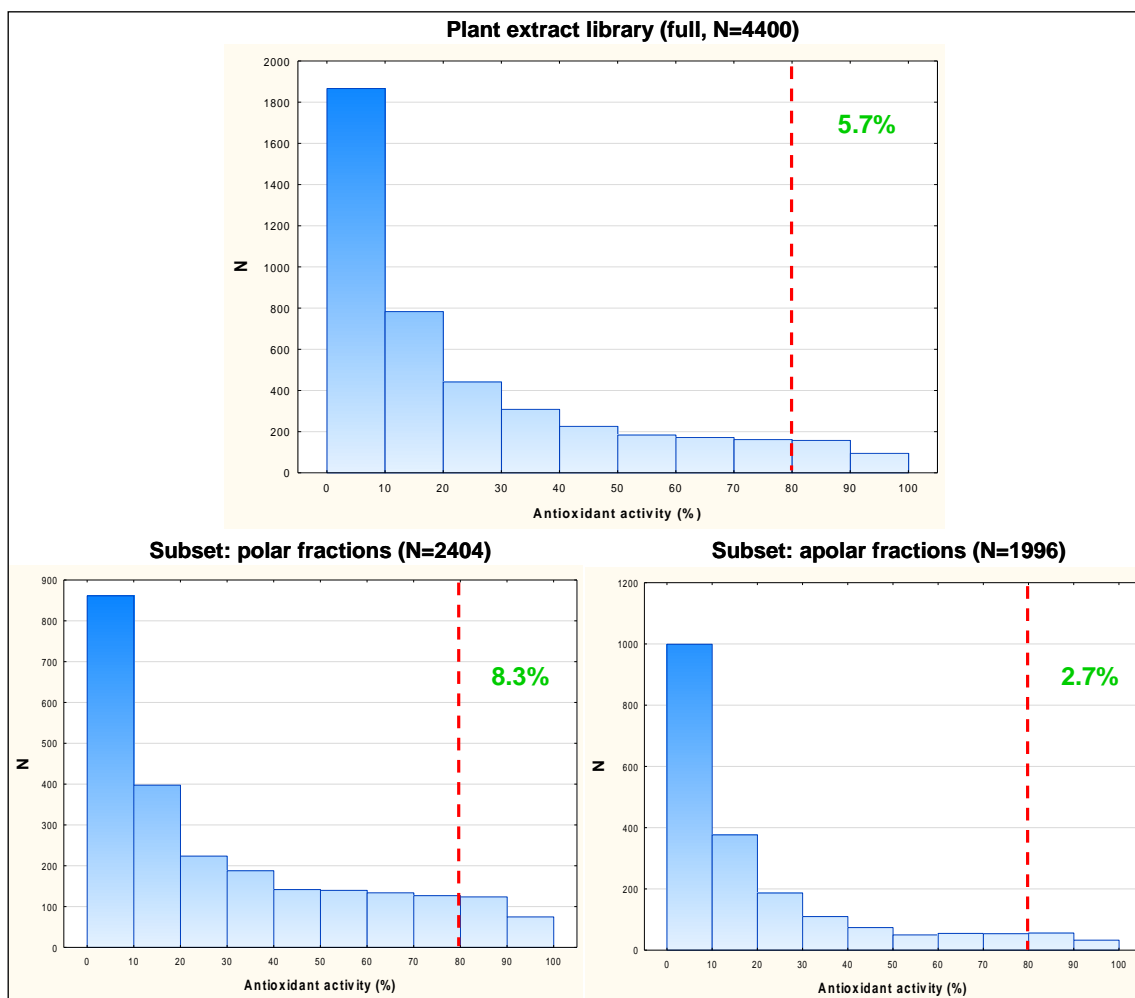 Plant extract library (full, N=4400)
2000
1800
1600
1400
1200
1000
800
600
400
200
0
N
5.7%
0 10 20 30 40 50 60 70 80 90 100
Antioxidant activity (%)
Subset: polar fractions (N=2404)
900
800
700
600
500
400
300
200
100
0
N
8.3%
0 10 20 30 40 50 60 70 80 90 100
Antioxidant activity (%)
Subset: apolar fractions (N=1996)
1200
1000
800
600
400
200
0
N
2.7%
0 10 20 30 40 50 60 70 80 90 100
Antioxidant activity (%)